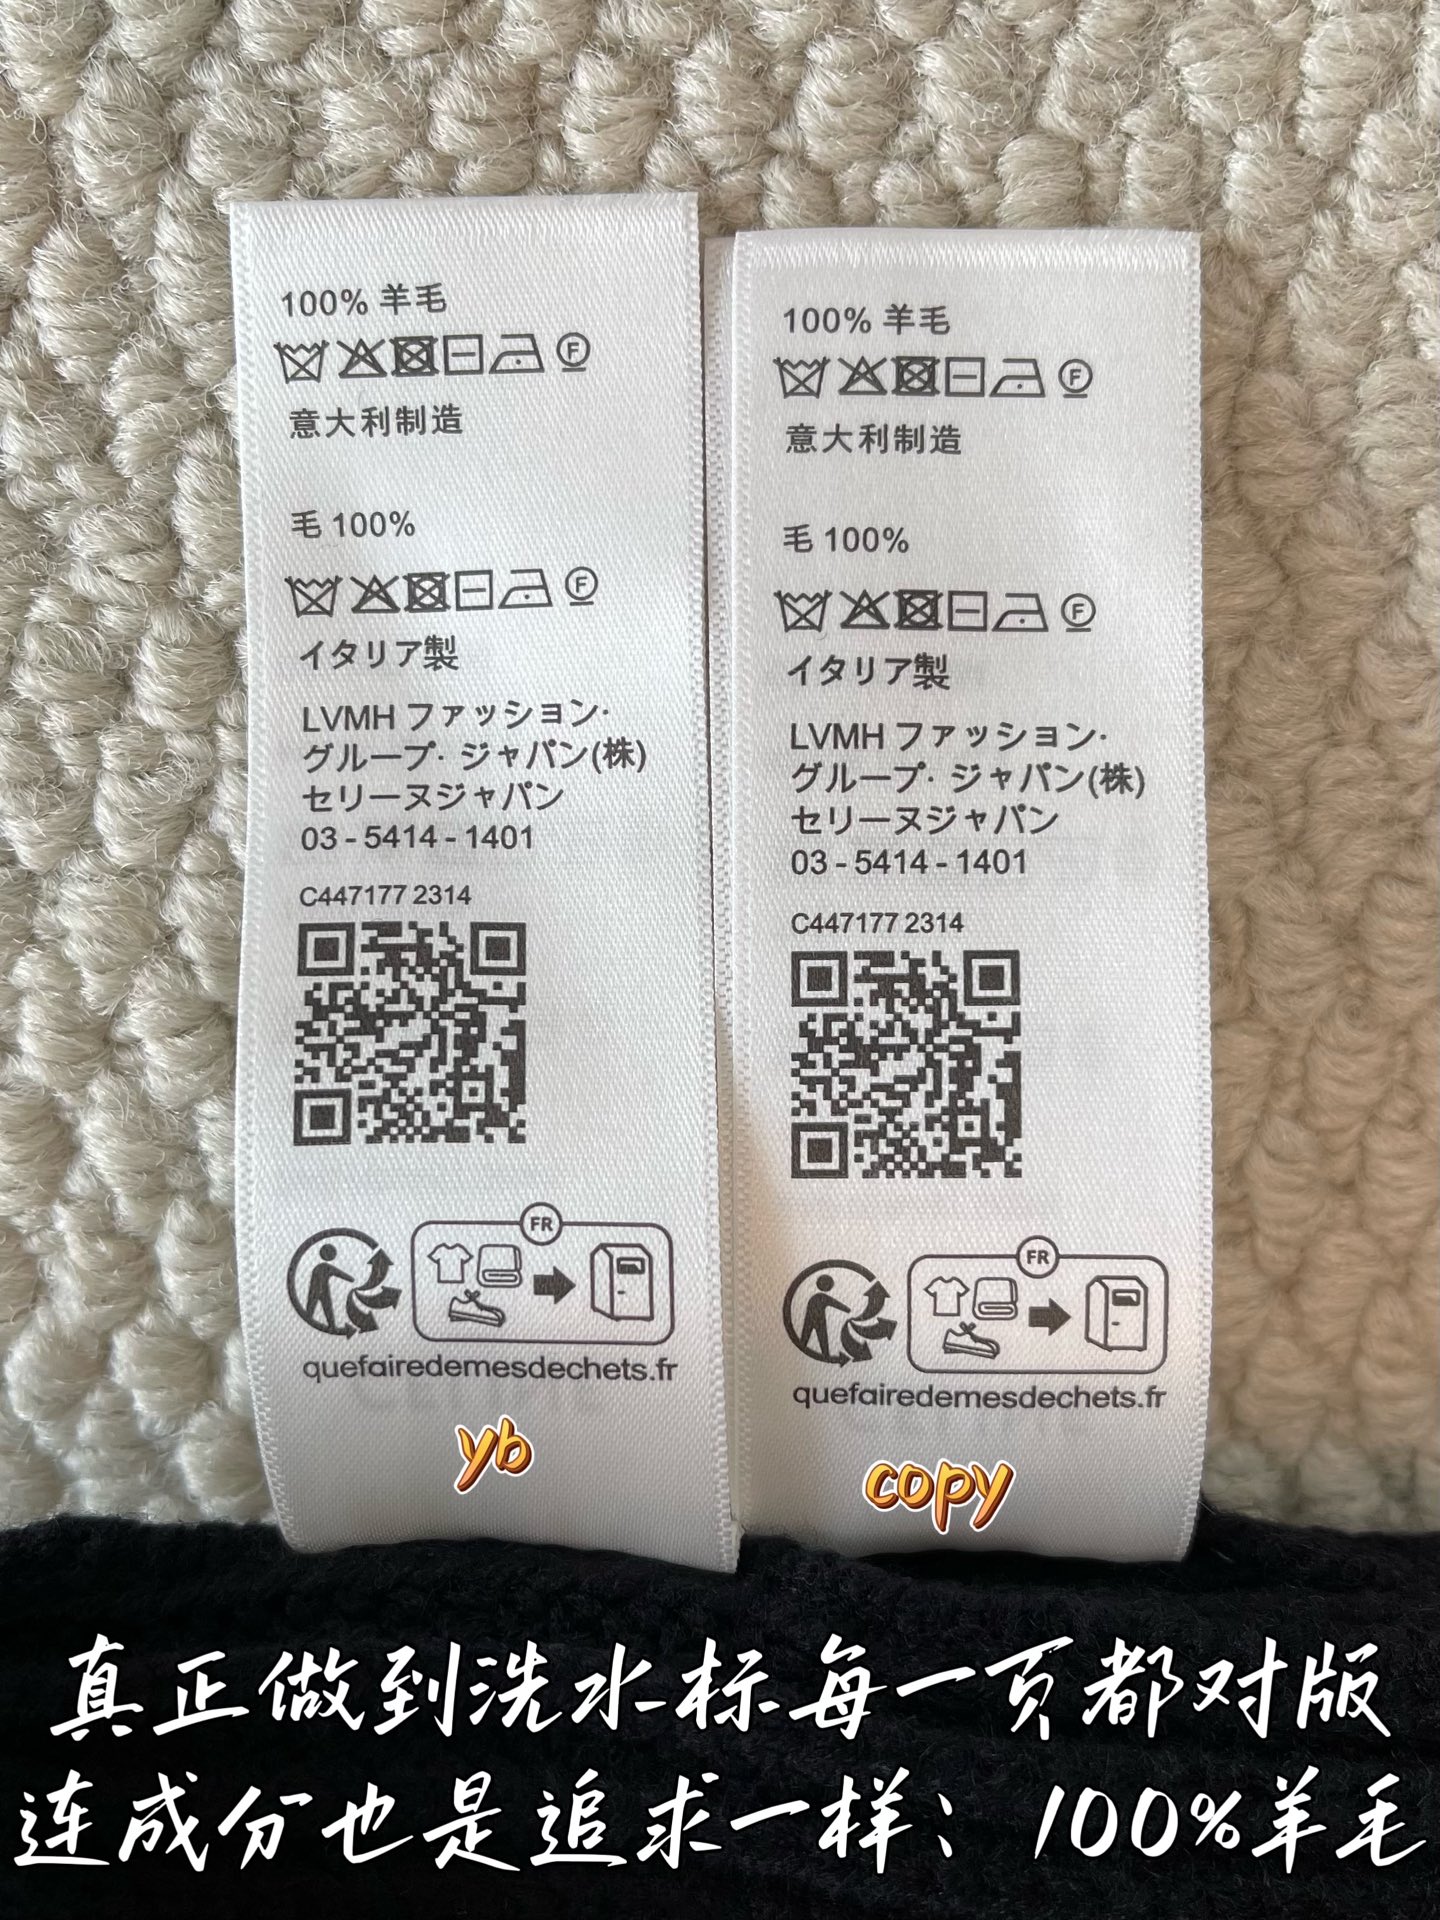 100% 羊毛
F
意大利制造
毛 100%
F
イタリア製
LVMH ファッション·
グループ· ジャパン(株)
セリーヌジャパン
03 - 5414 - 1401
C447177 2314
FR
quefairedemesdechets.fr
yb
100% 羊毛
F
意大利制造
毛 100%
F
イタリア製
LVMH ファッション·
グループ· ジャパン(株)
セリーヌジャパン
03 - 5414 - 1401
C447177 2314
FR
quefairedemesdechets.fr
copy
真正做到洗水标每一页都对版
连成分也是追求一样：100%羊毛